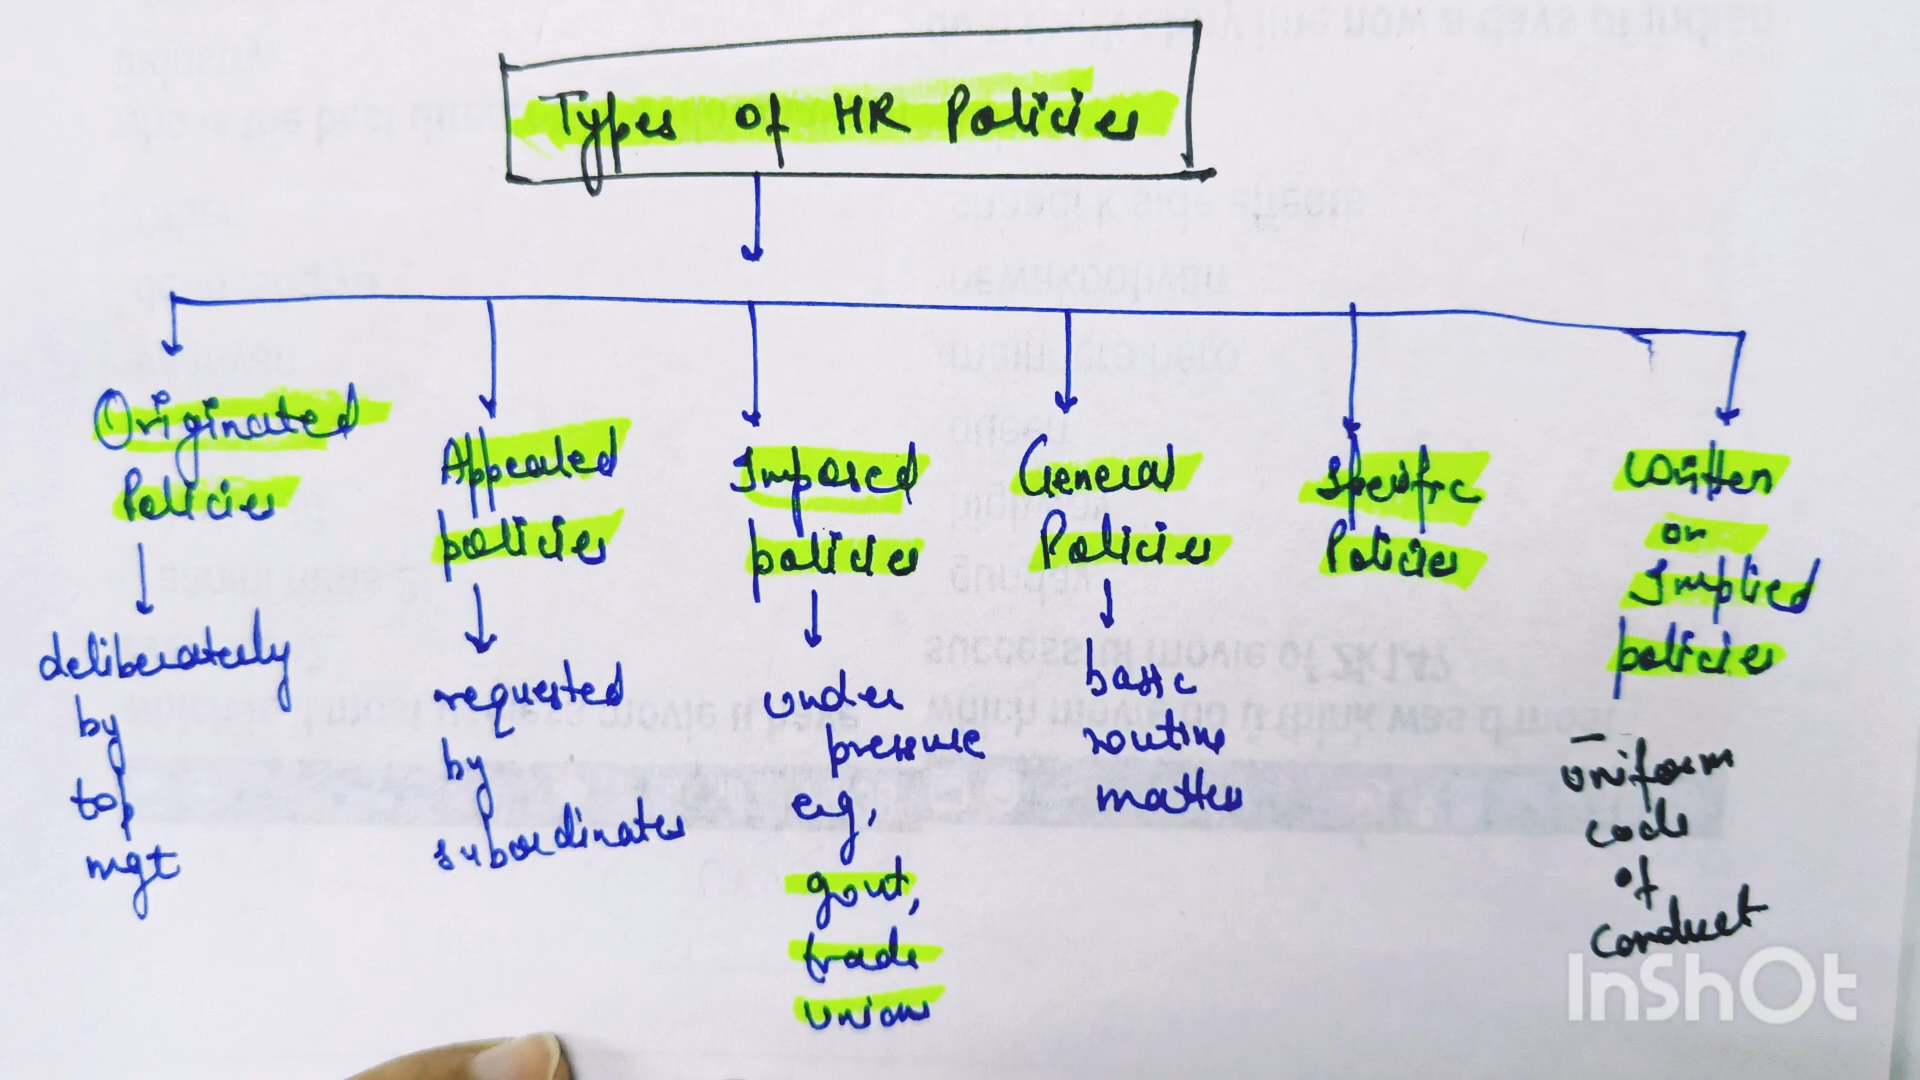 Types of HR Policies
Originated
Policies
deliberately
by
top
mgt
Appealed
policies
requested
by
subordinates
Imposed
policies
under
pressure
e.g,
govt,
trade
union
General
Policies
basic
routine
matters
Specific
Policies
Written
or
Implied
policies
uniform
code
of
conduct
InShOt